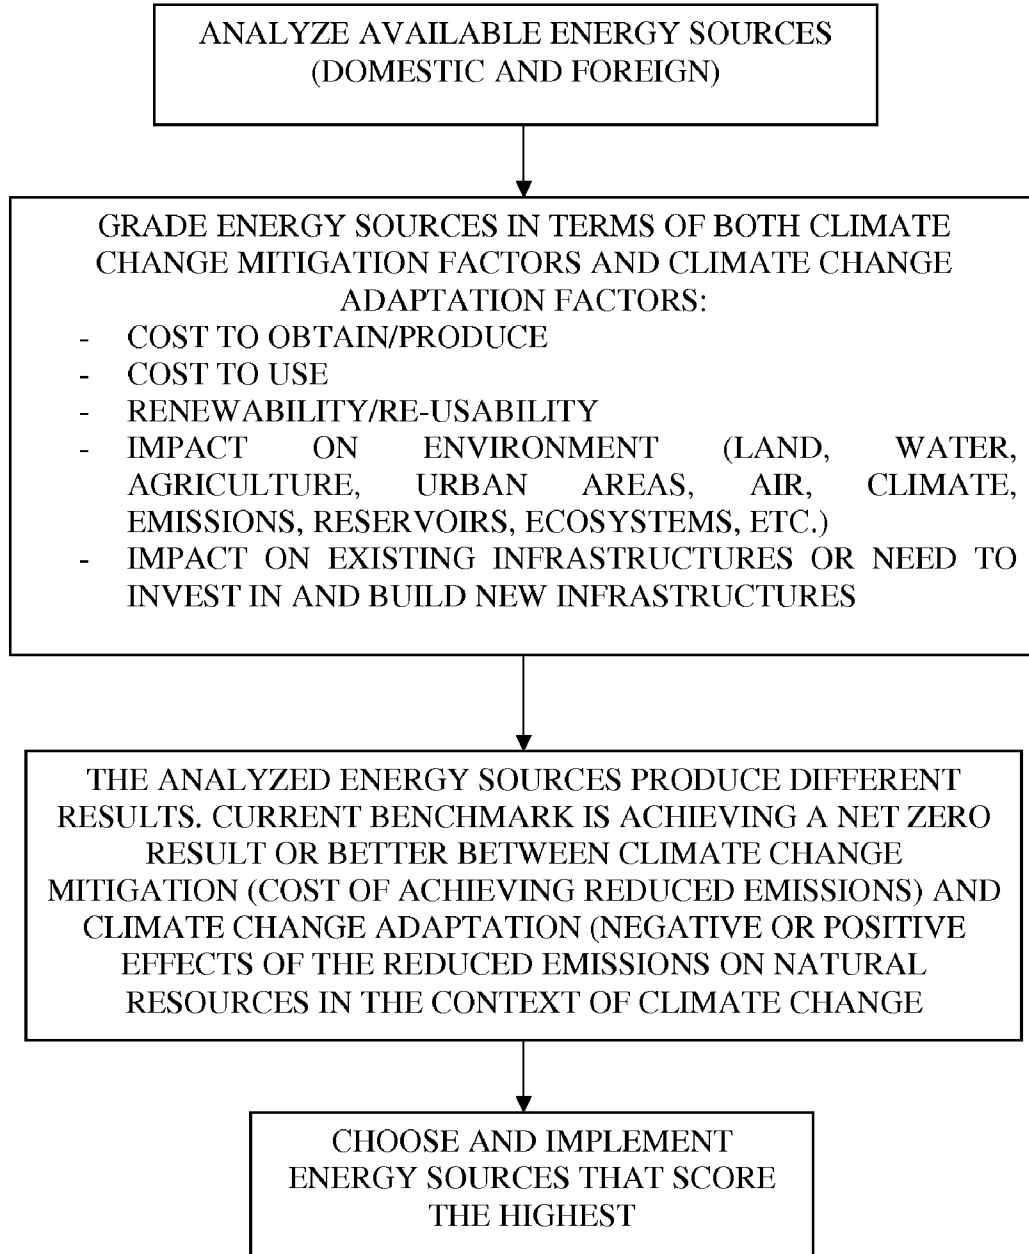 ANALYZE AVAILABLE ENERGY SOURCES
(DOMESTIC AND FOREIGN)
GRADE ENERGY SOURCES IN TERMS OF BOTH CLIMATE
CHANGE MITIGATION FACTORS AND CLIMATE CHANGE
ADAPTATION FACTORS:
- COST TO OBTAIN/PRODUCE
- COST TO USE
- RENEWABILITY/RE-USABILITY
- IMPACT ON ENVIRONMENT (LAND, WATER,
AGRICULTURE, URBAN AREAS, AIR, CLIMATE,
EMISSIONS, RESERVOIRS, ECOSYSTEMS, ETC.)
- IMPACT ON EXISTING INFRASTRUCTURES OR NEED TO
INVEST IN AND BUILD NEW INFRASTRUCTURES
THE ANALYZED ENERGY SOURCES PRODUCE DIFFERENT
RESULTS. CURRENT BENCHMARK IS ACHIEVING A NET ZERO
RESULT OR BETTER BETWEEN CLIMATE CHANGE
MITIGATION (COST OF ACHIEVING REDUCED EMISSIONS) AND
CLIMATE CHANGE ADAPTATION (NEGATIVE OR POSITIVE
EFFECTS OF THE REDUCED EMISSIONS ON NATURAL
RESOURCES IN THE CONTEXT OF CLIMATE CHANGE
CHOOSE AND IMPLEMENT
ENERGY SOURCES THAT SCORE
THE HIGHEST